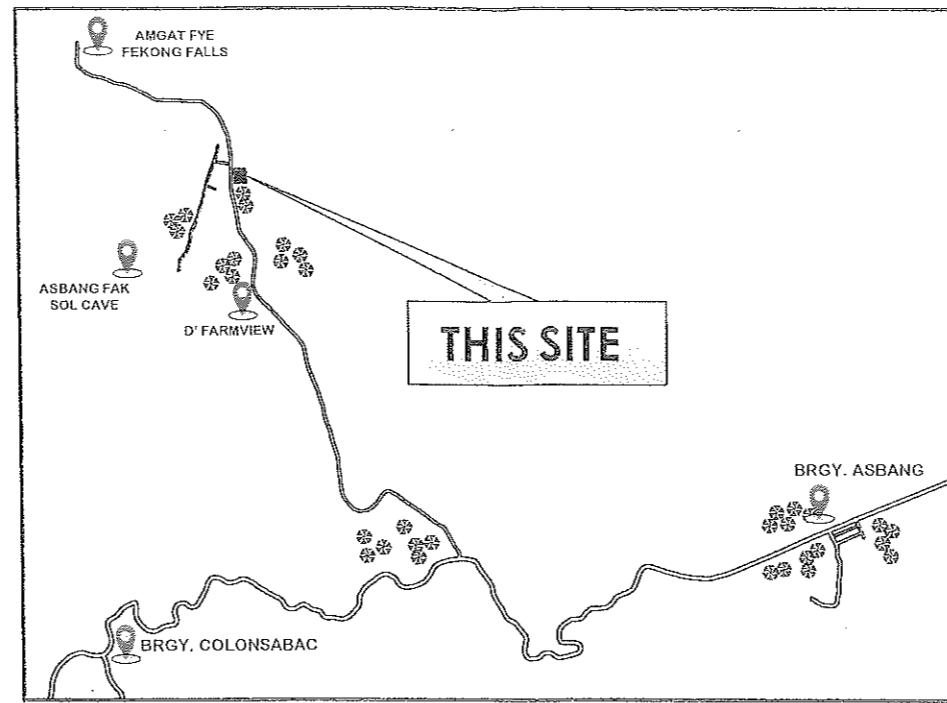 AMGAT FYE
FEKONG FALLS
ASBANG FAK
SOL CAVE
D' FARMVIEW
THIS SITE
BRGY. ASBANG
BRGY. COLONSABAC